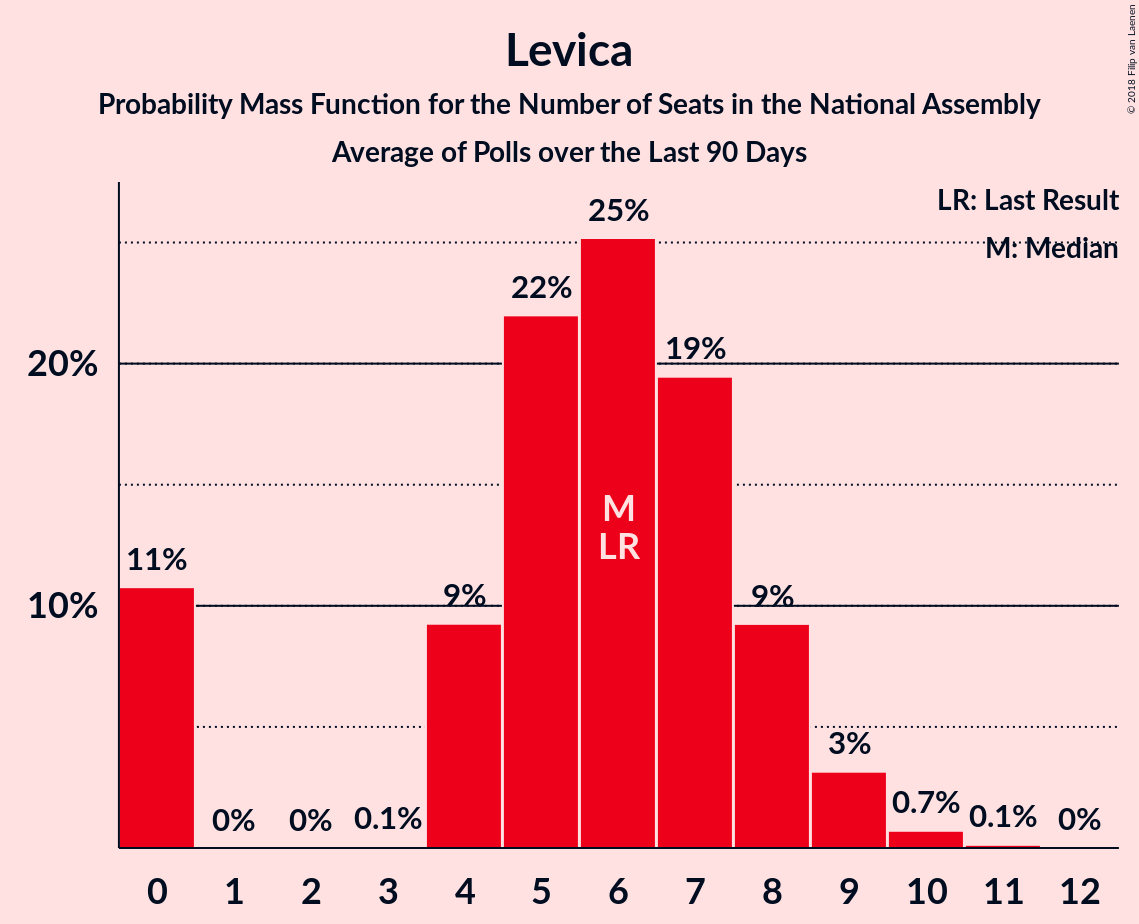 Levica
Probability Mass Function for the Number of Seats in the National Assembly
Average of Polls over the Last 90 Days
© 2018 Filip van Laenen
LR: Last Result
M: Median
25%
22%
20%
19%
M
LR
11%
10%
9%
9%
3%
0%
0%
0.1%
0.7%
0.1%
0%
0 1 2 3 4 5 6 7 8 9 10 11 12